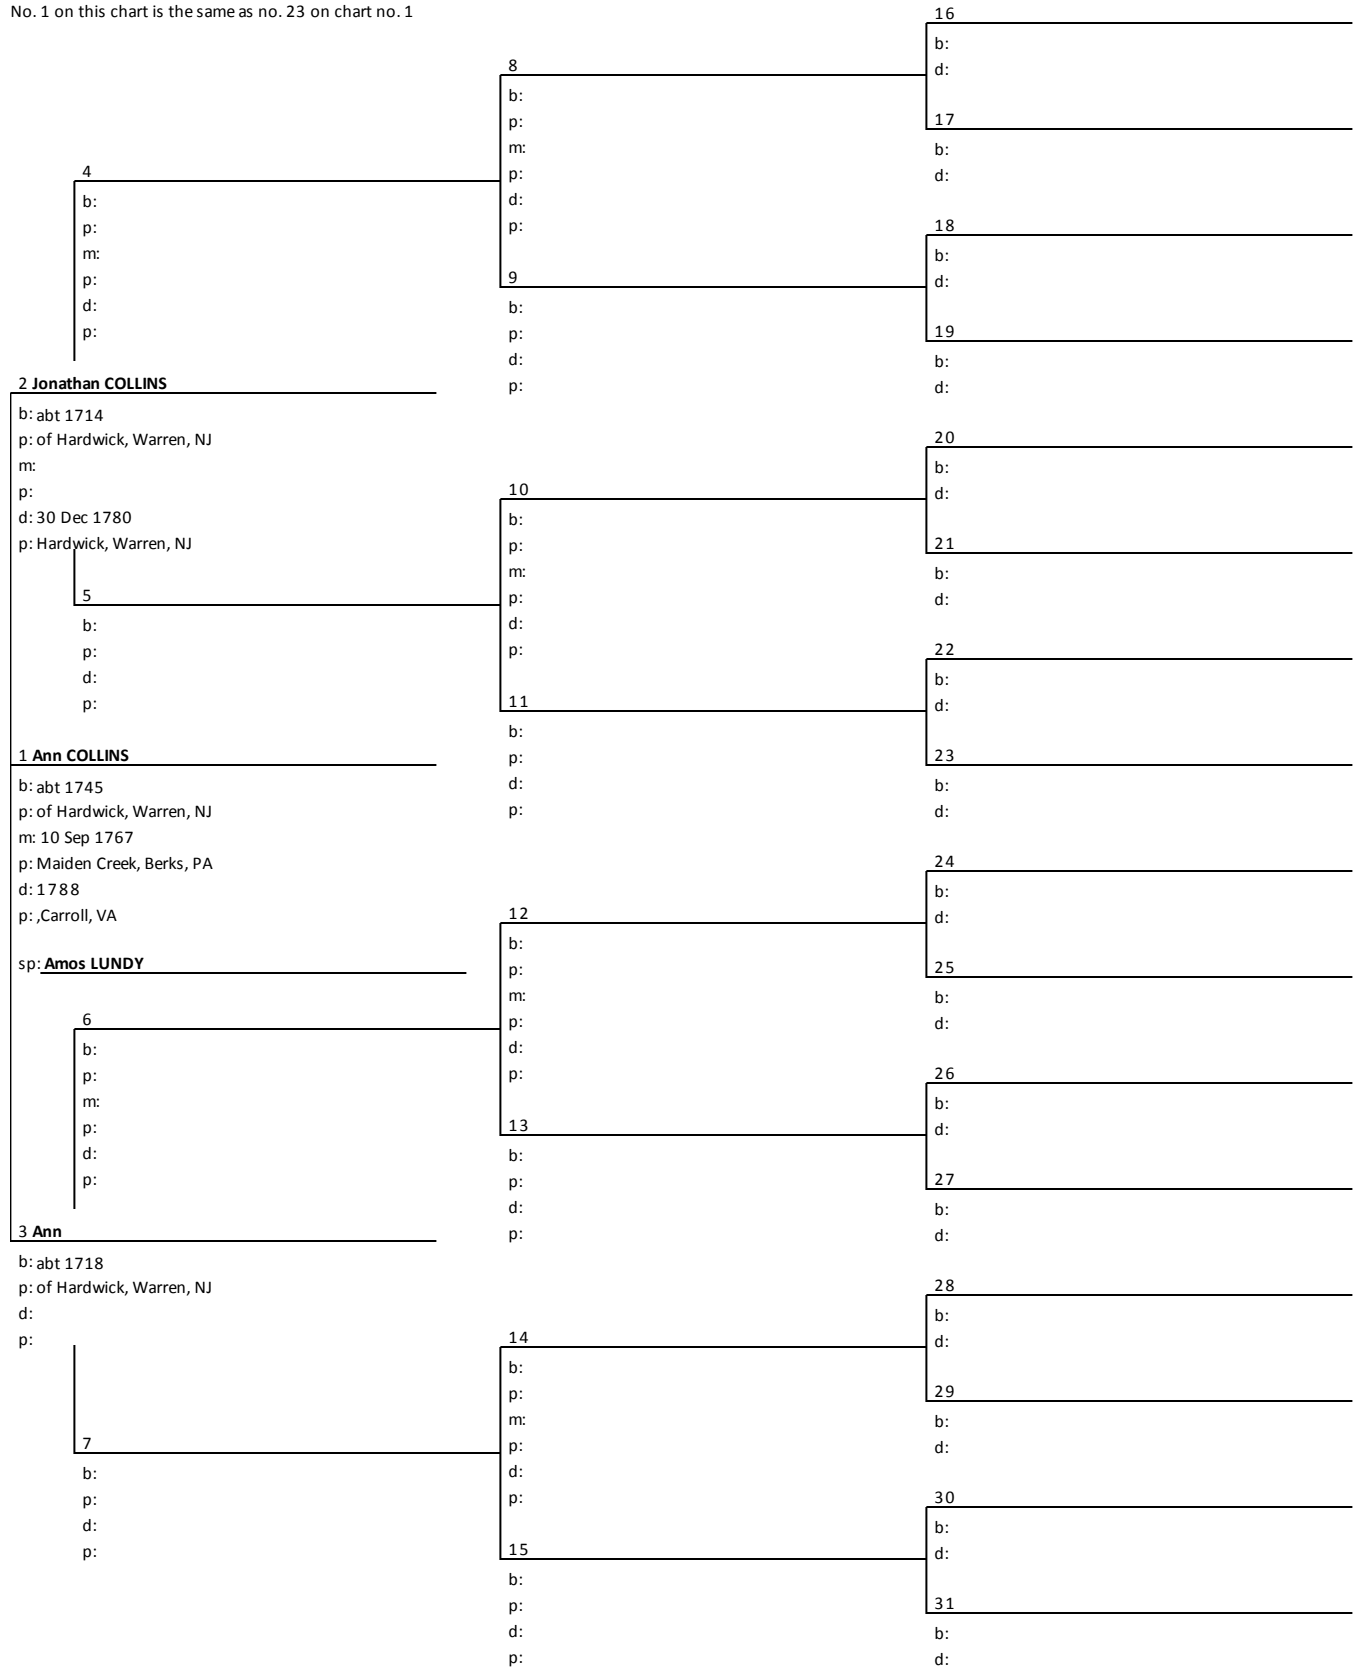 No. 1 on this chart is the same as no. 23 on chart no. 1
4
b:
p:
m:
p:
d:
p:
2 Jonathan COLLINS
b: abt 1714
p: of Hardwick, Warren, NJ
m:
p:
d: 30 Dec 1780
p: Hardwick, Warren, NJ
5
b:
p:
d:
p:
1 Ann COLLINS
b: abt 1745
p: of Hardwick, Warren, NJ
m: 10 Sep 1767
p: Maiden Creek, Berks, PA
d: 1788
p: ,Carroll, VA
sp: Amos LUNDY
6
b:
p:
m:
p:
d:
p:
3 Ann
b: abt 1718
p: of Hardwick, Warren, NJ
d:
p:
7
b:
p:
d:
p:
8
b:
p:
m:
p:
d:
p:
9
b:
p:
d:
p:
10
b:
p:
m:
p:
d:
p:
11
b:
p:
d:
p:
12
b:
p:
m:
p:
d:
p:
13
b:
p:
d:
p:
14
b:
p:
m:
p:
d:
p:
15
b:
p:
d:
p:
16
b:
d:
17
b:
d:
18
b:
d:
19
b:
d:
20
b:
d:
21
b:
d:
22
b:
d:
23
b:
d:
24
b:
d:
25
b:
d:
26
b:
d:
27
b:
d:
28
b:
d:
29
b:
d:
30
b:
d:
31
b:
d: